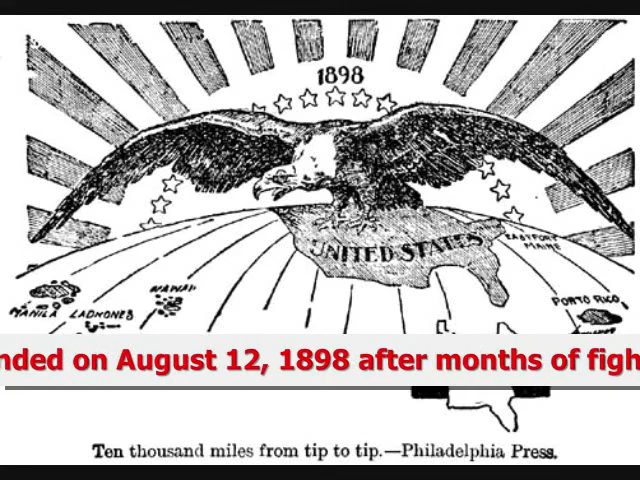 1898
UNITED STATES
EASTPORT
MAINE
HAWAII
PORTO RICO
MANILA LADRONES
nded on August 12, 1898 after months of figh
Ten thousand miles from tip to tip.—Philadelphia Press.